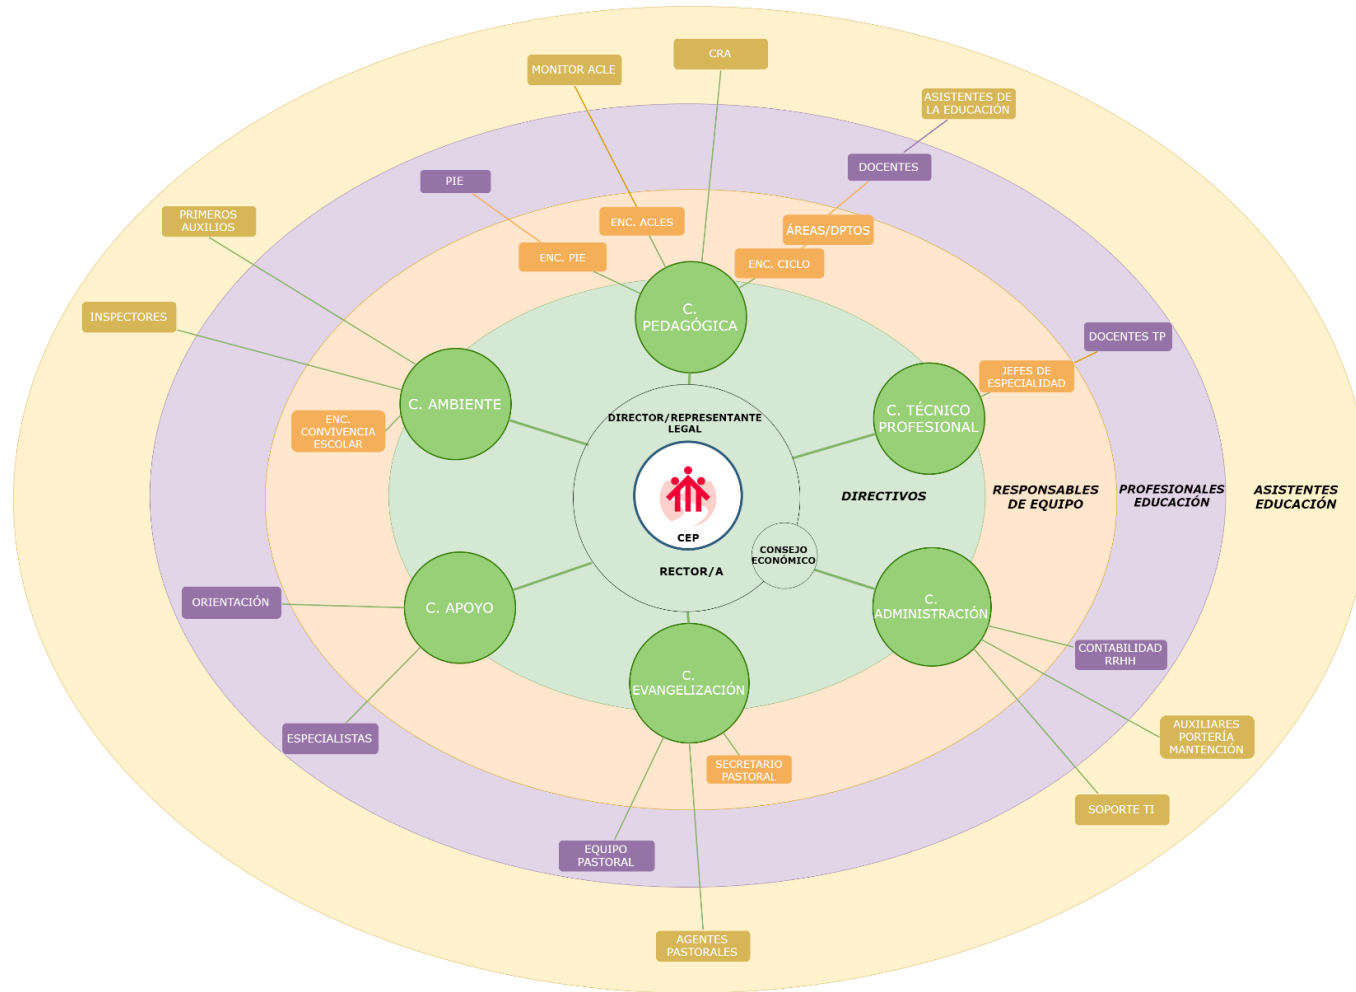 CRA
MONITOR ACLE
ASISTENTES DE
LA EDUCACIÓN
DOCENTES
PIE
PRIMEROS
AUXILIOS
ENC. ACLES
ÁREAS/DPTOS
ENC. PIE
ENC. CICLO
INSPECTORES
C.
PEDAGÓGICA
DOCENTES TP
JEFES DE
ESPECIALIDAD
C. AMBIENTE
C. TÉCNICO
PROFESIONAL
ENC.
CONVIVENCIA
ESCOLAR
DIRECTOR/REPRESENTANTE
LEGAL
CEP
RECTOR/A
DIRECTIVOS
RESPONSABLES
DE EQUIPO
PROFESIONALES
EDUCACIÓN
ASISTENTES
EDUCACIÓN
CONSEJO
ECONÓMICO
ORIENTACIÓN
C. APOYO
C.
ADMINISTRACIÓN
CONTABILIDAD
RRHH
C.
EVANGELIZACIÓN
ESPECIALISTAS
AUXILIARES
PORTERÍA
MANTENCIÓN
SECRETARIO
PASTORAL
SOPORTE TI
EQUIPO
PASTORAL
AGENTES
PASTORALES